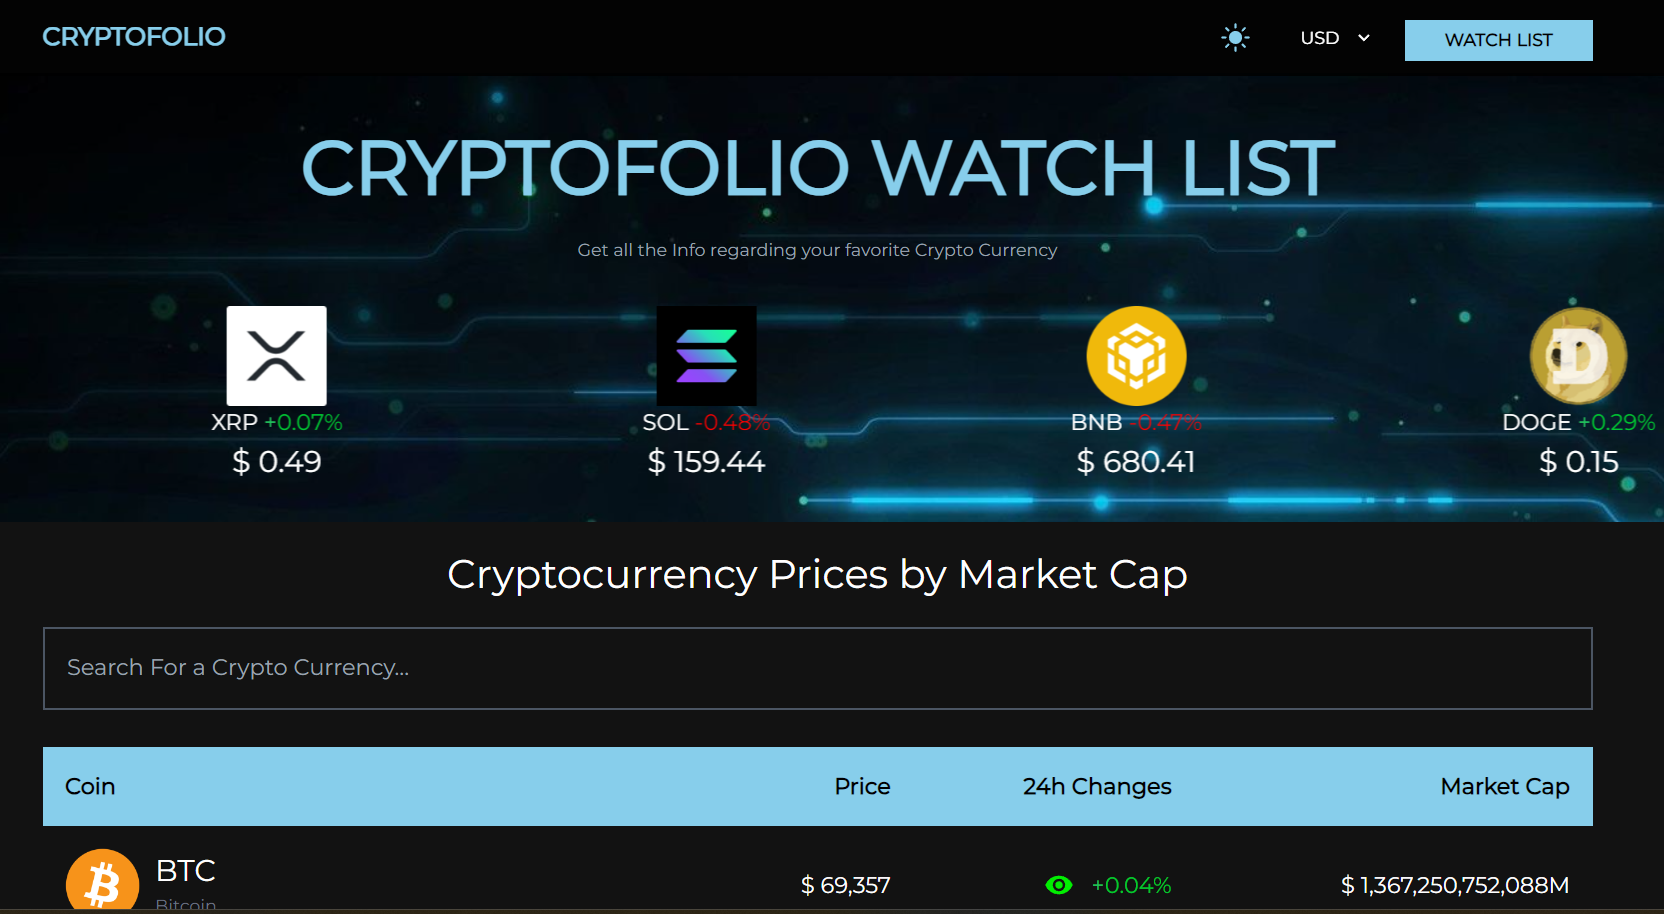 CRYPTOFOLIO USD WATCH LIST
CRYPTOFOLIO WATCH LIST
Get all the Info regarding your favorite Crypto Currency
XRP +0.07%
$ 0.49
SOL -0.48%
$ 159.44
BNB -0.47%
$ 680.41
DOGE +0.29%
$ 0.15
Cryptocurrency Prices by Market Cap
Search For a Crypto Currency...
Coin Price 24h Changes Market Cap
BTC
Bitcoin
$ 69,357 +0.04% $ 1,367,250,752,088M